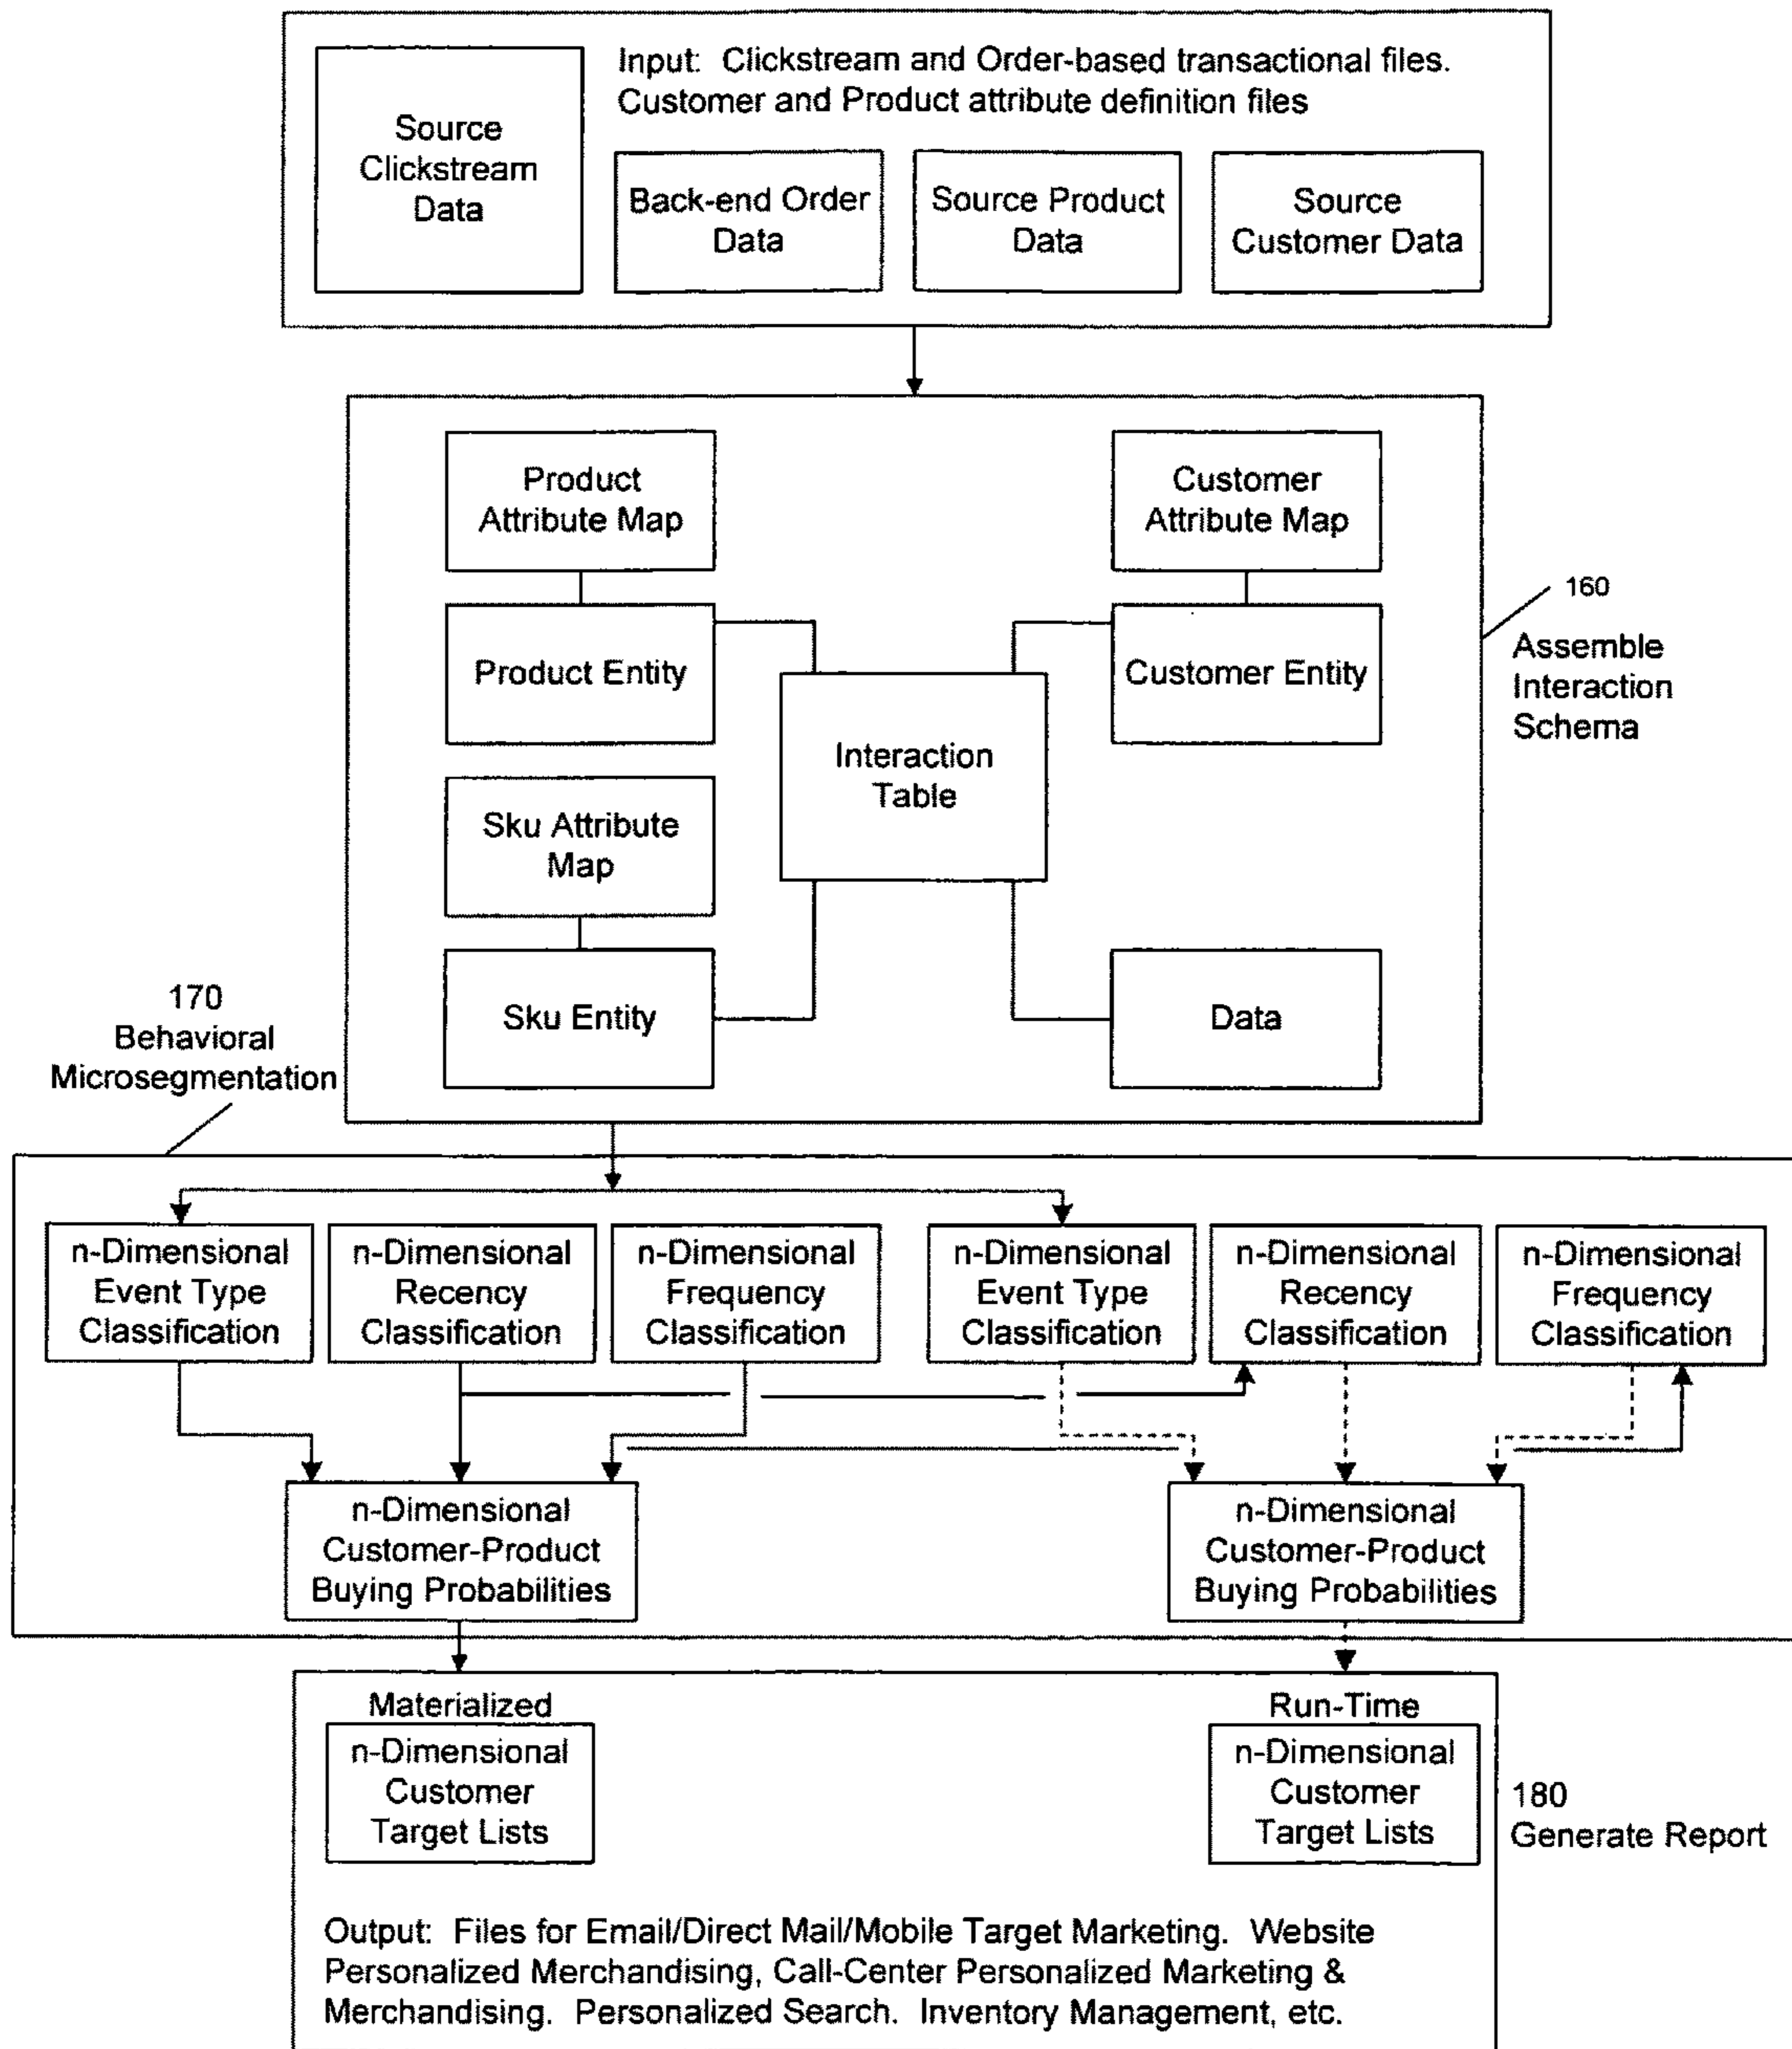 Input: Clickstream and Order-based transactional files.
Customer and Product attribute definition files
Source
Clickstream
Data
Back-end Order
Data
Source Product
Data
Source
Customer Data
Product
Attribute Map
Customer
Attribute Map
160
Assemble
Interaction
Schema
Product Entity
Customer Entity
Interaction
Table
Sku Attribute
Map
Sku Entity
Data
170
Behavioral
Microsegmentation
n-Dimensional
Event Type
Classification
n-Dimensional
Recency
Classification
n-Dimensional
Frequency
Classification
n-Dimensional
Event Type
Classification
n-Dimensional
Recency
Classification
n-Dimensional
Frequency
Classification
n-Dimensional
Customer-Product
Buying Probabilities
n-Dimensional
Customer-Product
Buying Probabilities
Materialized
n-Dimensional
Customer
Target Lists
Run-Time
n-Dimensional
Customer
Target Lists
180
Generate Report
Output: Files for Email/Direct Mail/Mobile Target Marketing. Website
Personalized Merchandising, Call-Center Personalized Marketing &
Merchandising. Personalized Search. Inventory Management, etc.